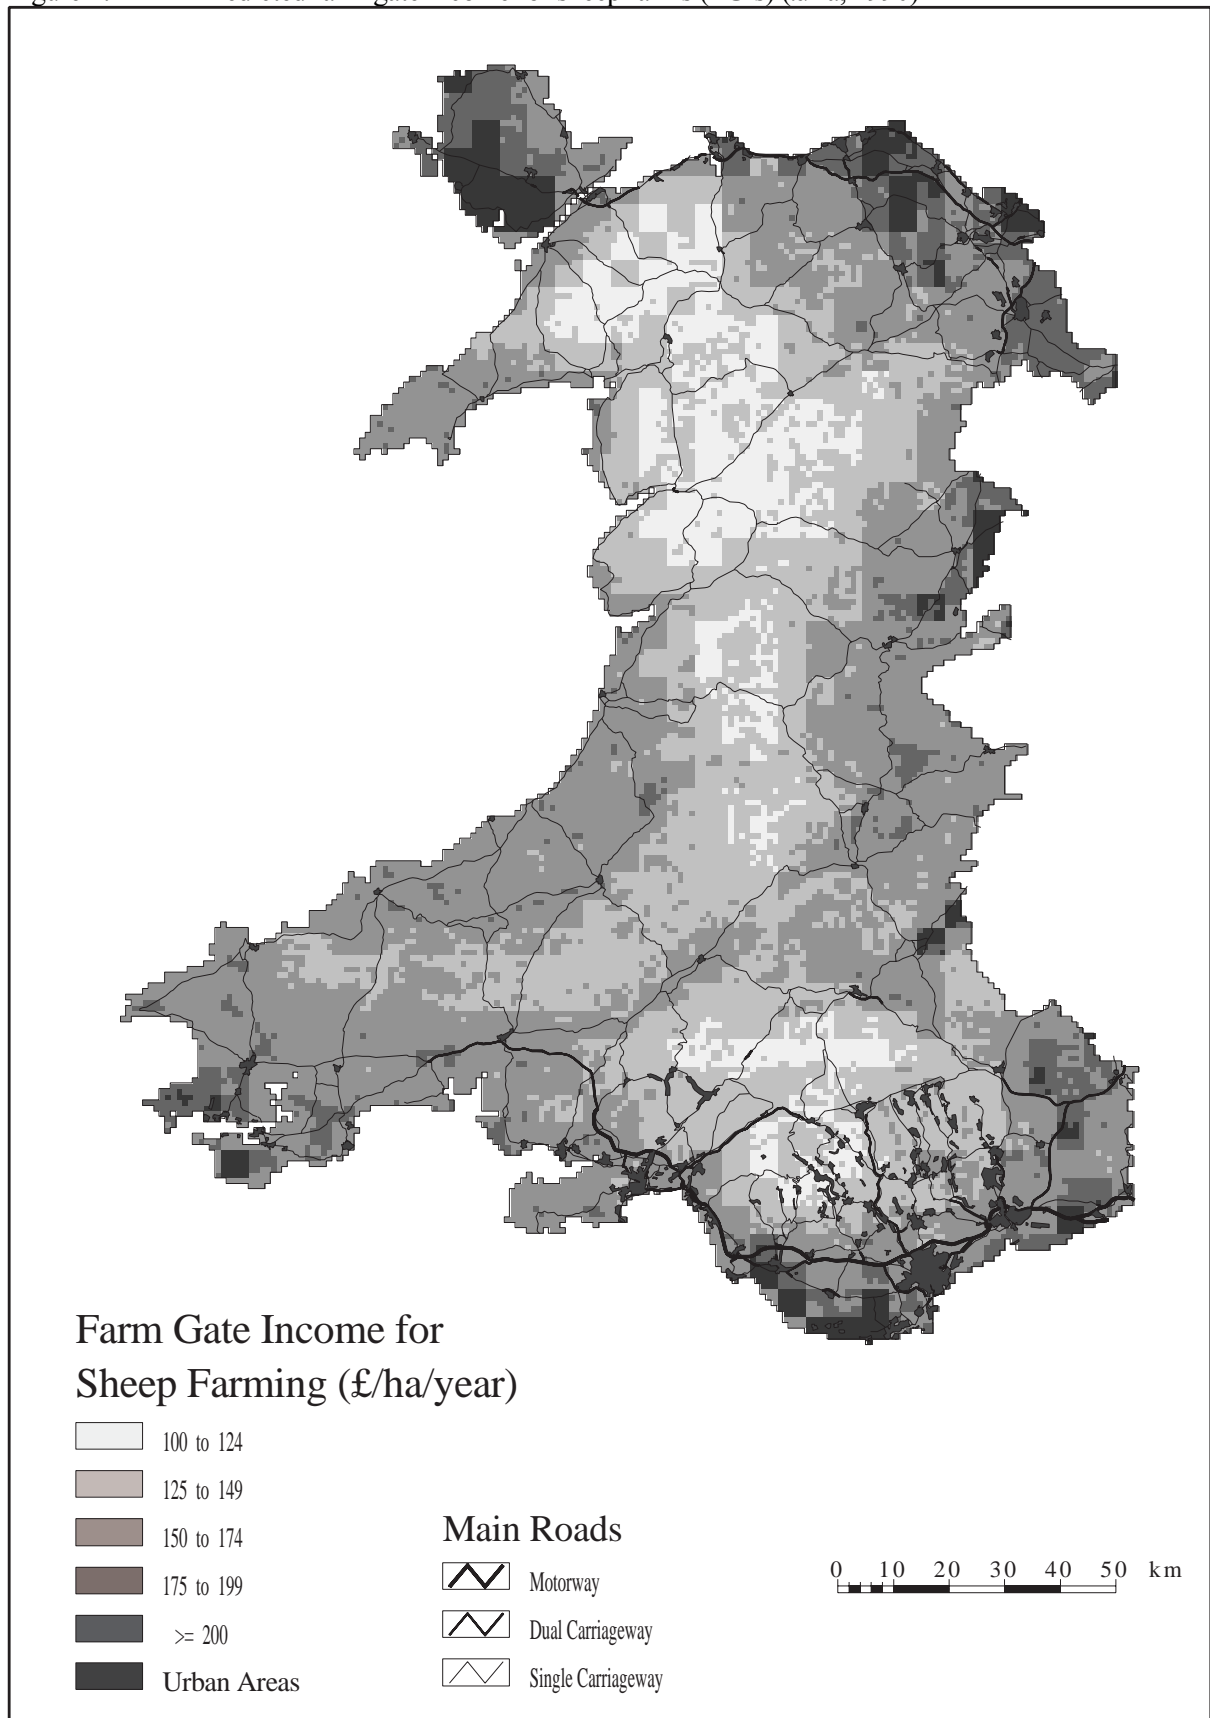 Farm Gate Income for
Sheep Farming (£/ha/year)
100 to 124
125 to 149
150 to 174
175 to 199
>= 200
Urban Areas
Main Roads
Motorway
Dual Carriageway
Single Carriageway
0 10 20 30 40 50 km